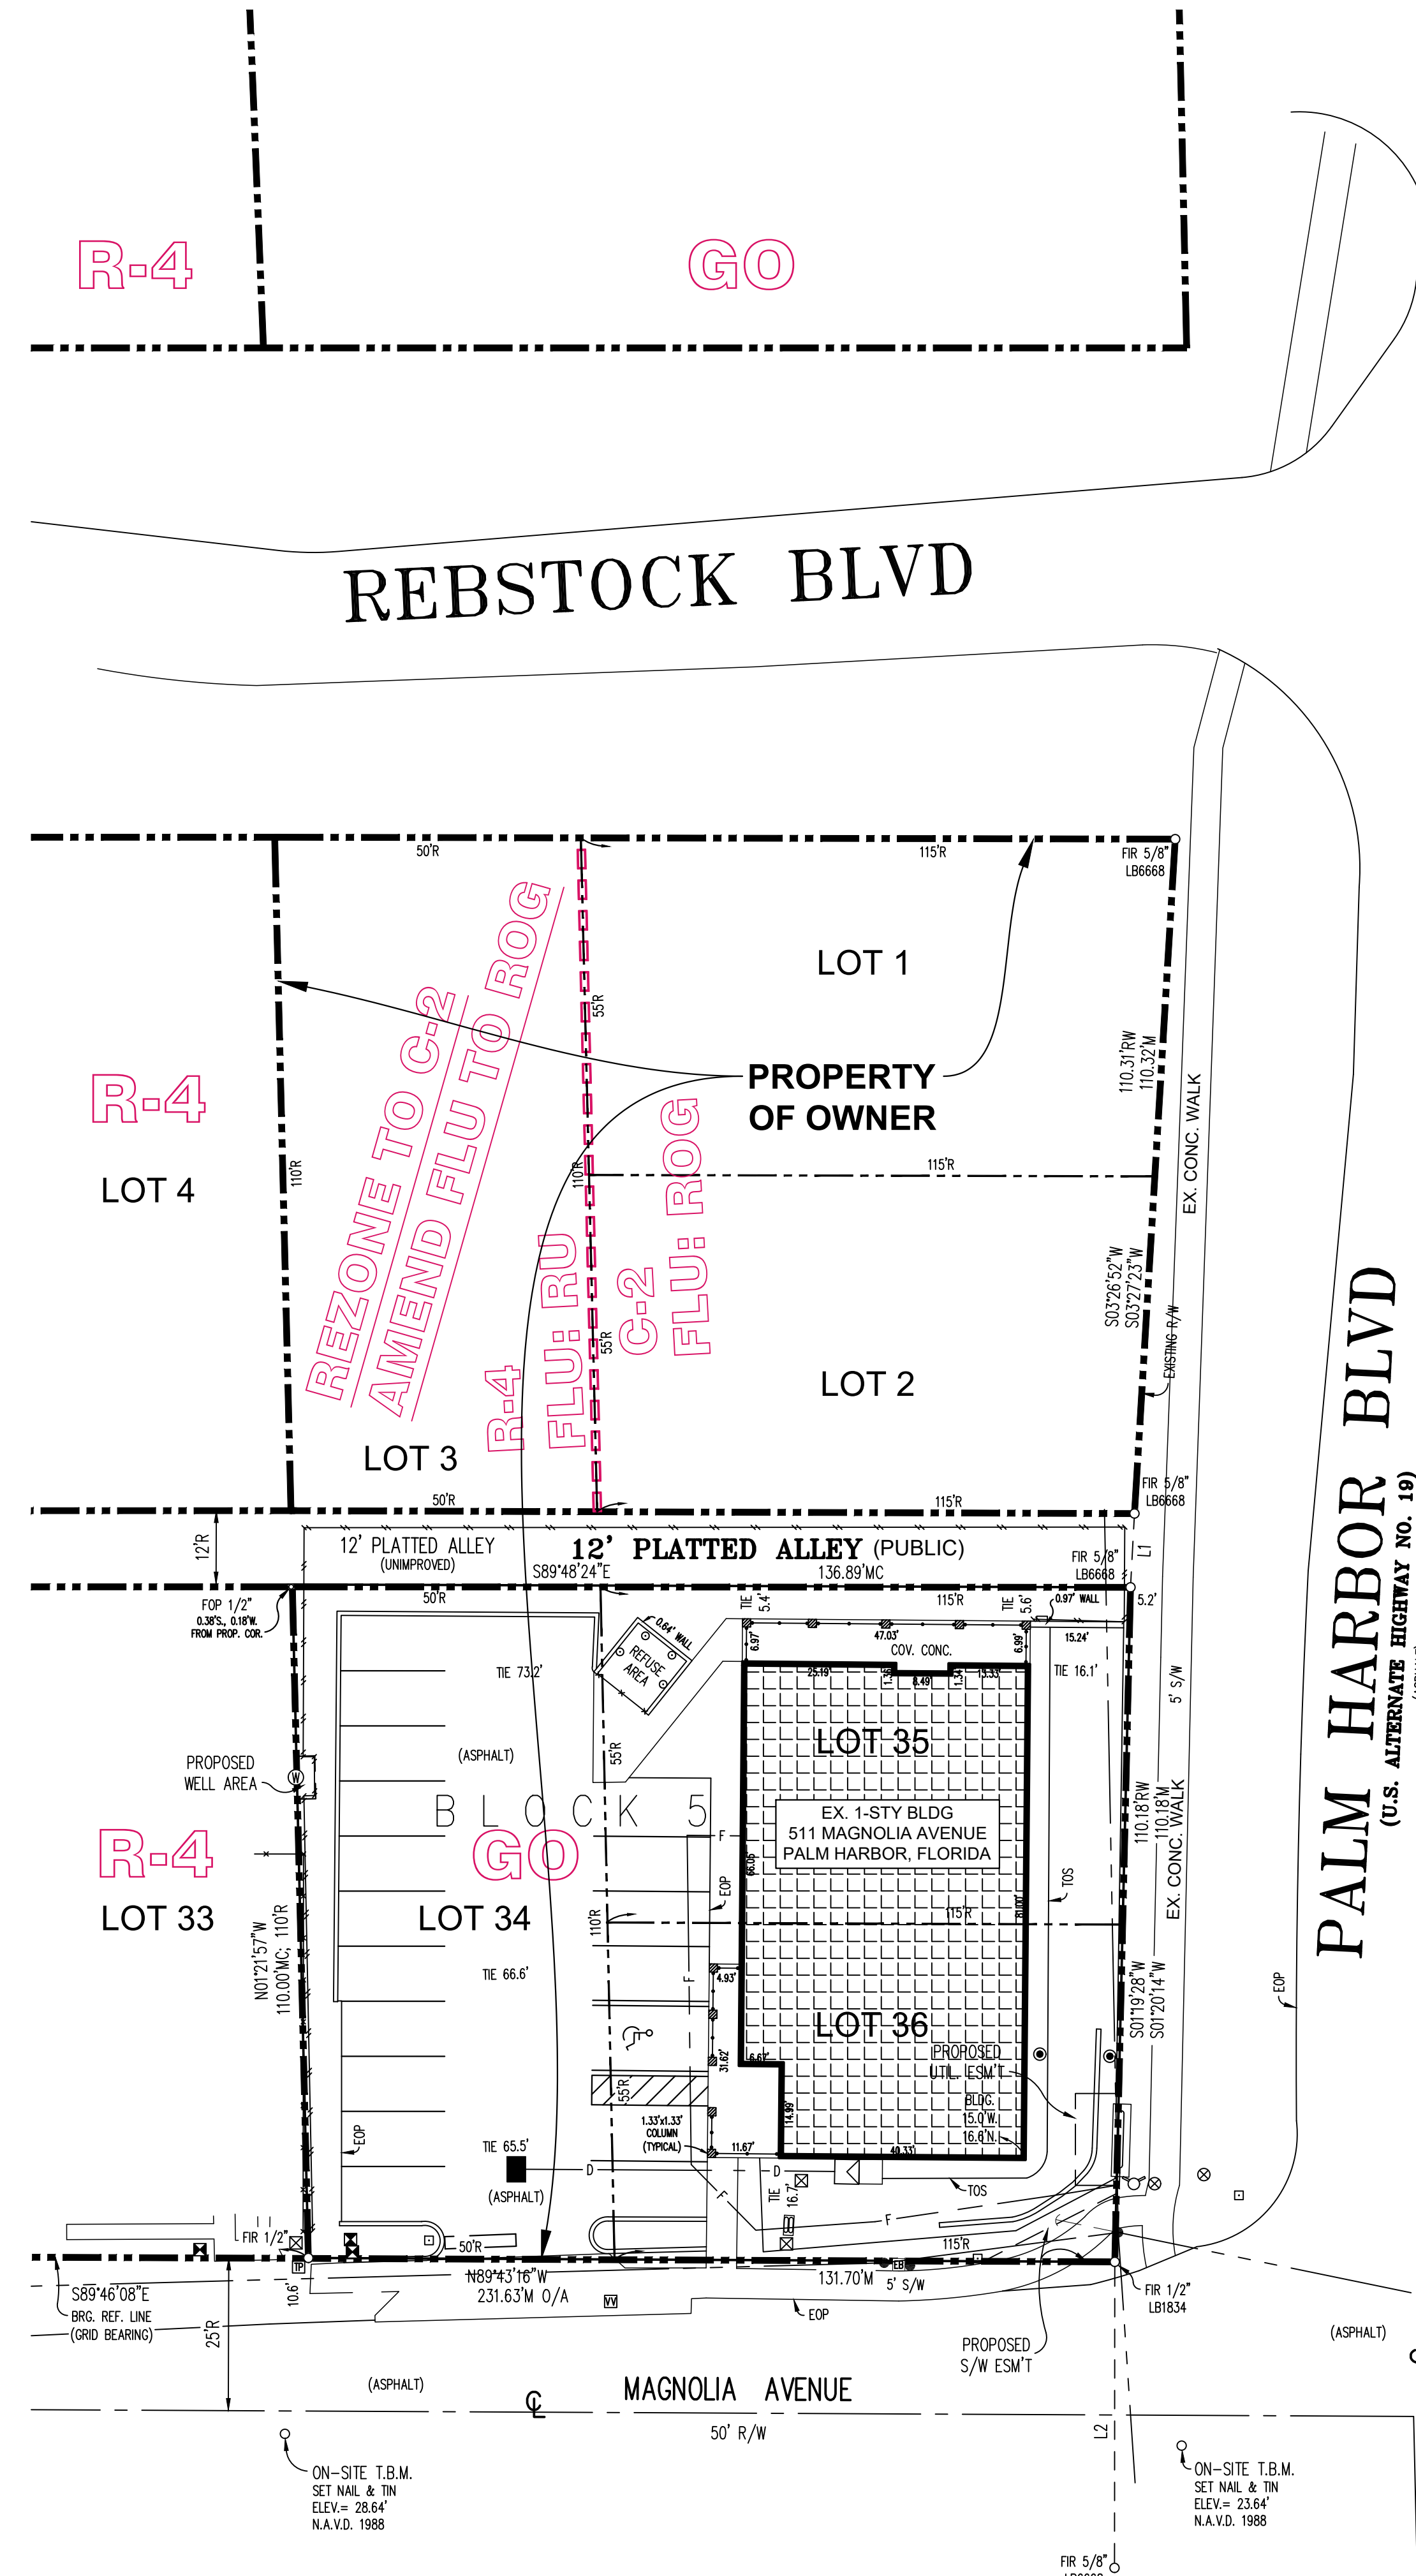 R-4
GO
REBSTOCK BLVD
50'R
115'R
FIR 5/8"
LB6668
LOT 1
REZONE TO C-2
AMEND FLU TO ROG
55'R
110.31'RW
110.32'M
PROPERTY
OF OWNER
EX. CONC. WALK
R-4
LOT 4
110'R
110'R
115'R
C-2
FLU: ROG
R-4
FLU: RU
55'R
S03°26'52"W
S03°27'23"W
EXISTING R/W
LOT 2
LOT 3
PALM HARBOR BLVD
(U.S. ALTERNATE HIGHWAY NO. 19)
50'R
115'R
FIR 5/8"
LB6668
12'R
12' PLATTED ALLEY
(UNIMPROVED)
12' PLATTED ALLEY (PUBLIC)
S89°48'24"E
136.89'MC
FIR 5/8"
LB6668
L1
FOP 1/2"
0.38'S., 0.18'W.
FROM PROP. COR.
50'R
TIE
5.4'
115'R
TIE
5.6'
0.97' WALL
5.2'
0.64' WALL
REFUSE
AREA
6.97'
47.03'
COV. CONC.
6.99'
15.24'
TIE 73.2'
25.19'
1.36'
8.49'
1.34'
13.33'
TIE 16.1'
5' S/W
LOT 35
PROPOSED
WELL AREA
W
(ASPHALT)
55'R
BLOCK 5
EX. 1-STY BLDG
511 MAGNOLIA AVENUE
PALM HARBOR, FLORIDA
F
66.05'
EOP
110.18'RW
110.18'M
EX. CONC. WALK
R-4
GO
LOT 33
LOT 34
TOS
110'R
115'R
81.00'
N01°21'57"W
110.00'MC; 110'R
TIE 66.6'
F
4.93'
EOP
S01°19'28"W
S01°20'14"W
LOT 36
31.62'
6.67'
PROPOSED
UTIL. ESM'T
55'R
14.99'
BLDG.
15.0'W.
16.6'N.
1.33'x1.33'
COLUMN
(TYPICAL)
EOP
TIE 65.5'
11.67'
40.33'
D
D
(ASPHALT)
TIE
16.7'
TOS
F
F
FIR 1/2"
50'R
115'R
TP
EB
S89°46'08"E
BRG. REF. LINE
(GRID BEARING)
10.6'
N89°43'16"W
231.63'M O/A
131.70'M
5' S/W
VV
EOP
FIR 1/2"
LB1834
25'R
PROPOSED
S/W ESM'T
(ASPHALT)
(ASPHALT)
MAGNOLIA AVENUE
50' R/W
L2
ON-SITE T.B.M.
SET NAIL & TIN
ELEV.= 28.64'
N.A.V.D. 1988
ON-SITE T.B.M.
SET NAIL & TIN
ELEV.= 23.64'
N.A.V.D. 1988
FIR 5/8"